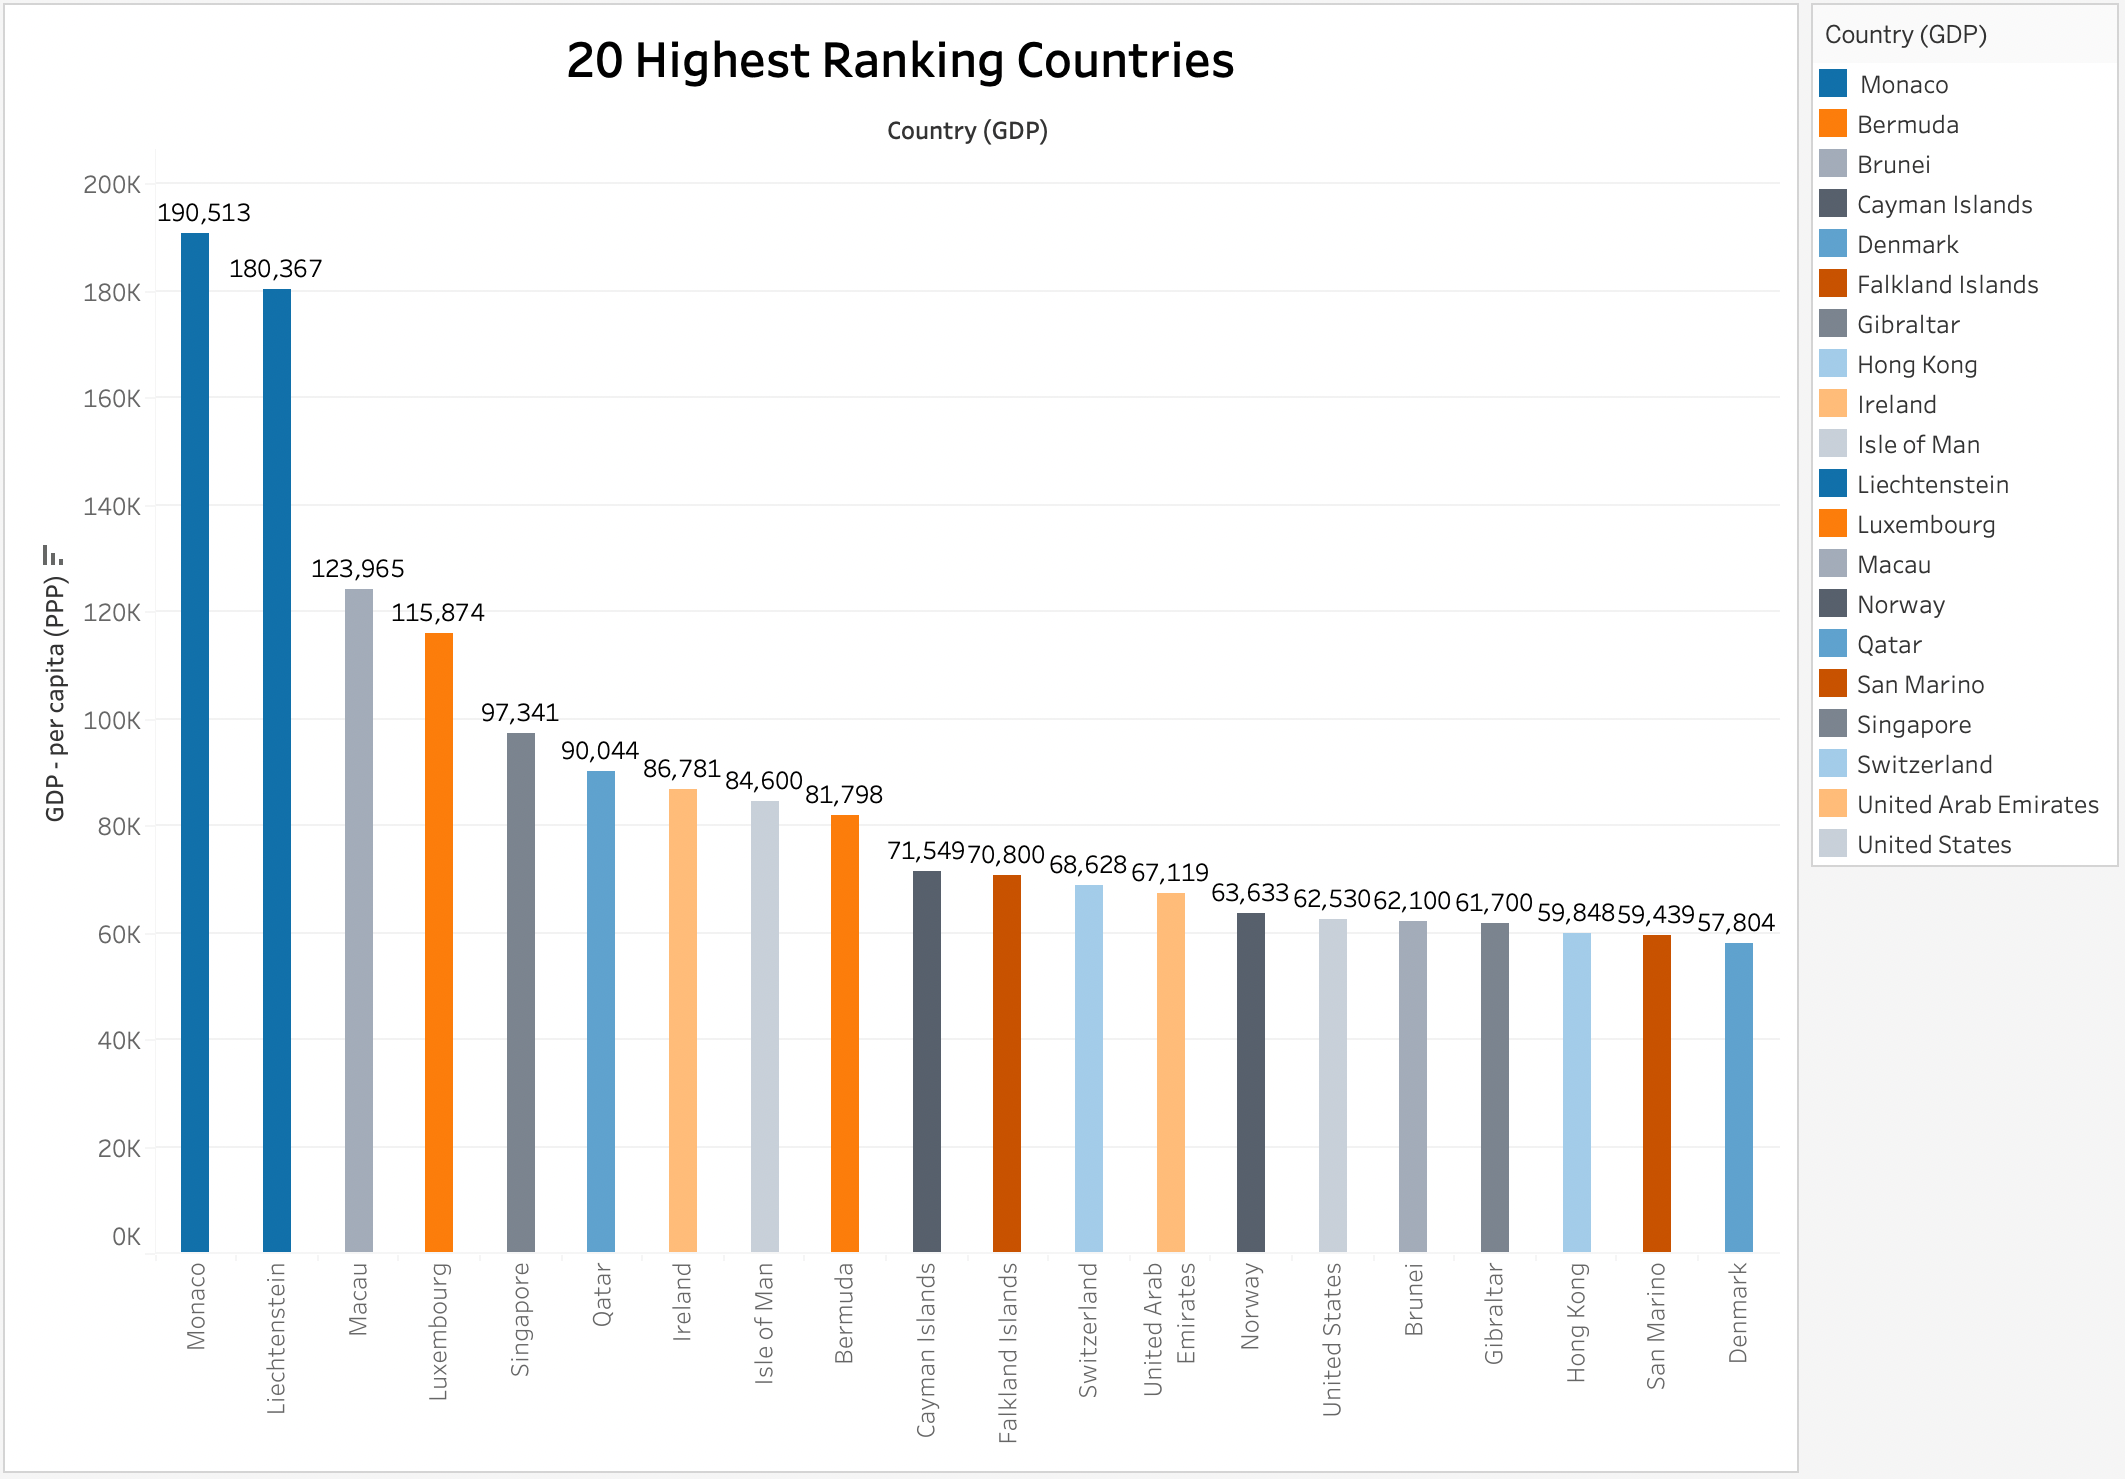 20 Highest Ranking Countries
Country (GDP)
GDP - per capita (PPP)
200K
180K
160K
140K
120K
100K
80K
60K
40K
20K
0K
190,513
180,367
123,965
115,874
97,341
90,044
86,781
84,600
81,798
71,549
70,800
68,628
67,119
63,633
62,530
62,100
61,700
59,848
59,439
57,804
Monaco
Liechtenstein
Macau
Luxembourg
Singapore
Qatar
Ireland
Isle of Man
Bermuda
Cayman Islands
Falkland Islands
Switzerland
United Arab
Emirates
Norway
United States
Brunei
Gibraltar
Hong Kong
San Marino
Denmark
Country (GDP)
Monaco
Bermuda
Brunei
Cayman Islands
Denmark
Falkland Islands
Gibraltar
Hong Kong
Ireland
Isle of Man
Liechtenstein
Luxembourg
Macau
Norway
Qatar
San Marino
Singapore
Switzerland
United Arab Emirates
United States